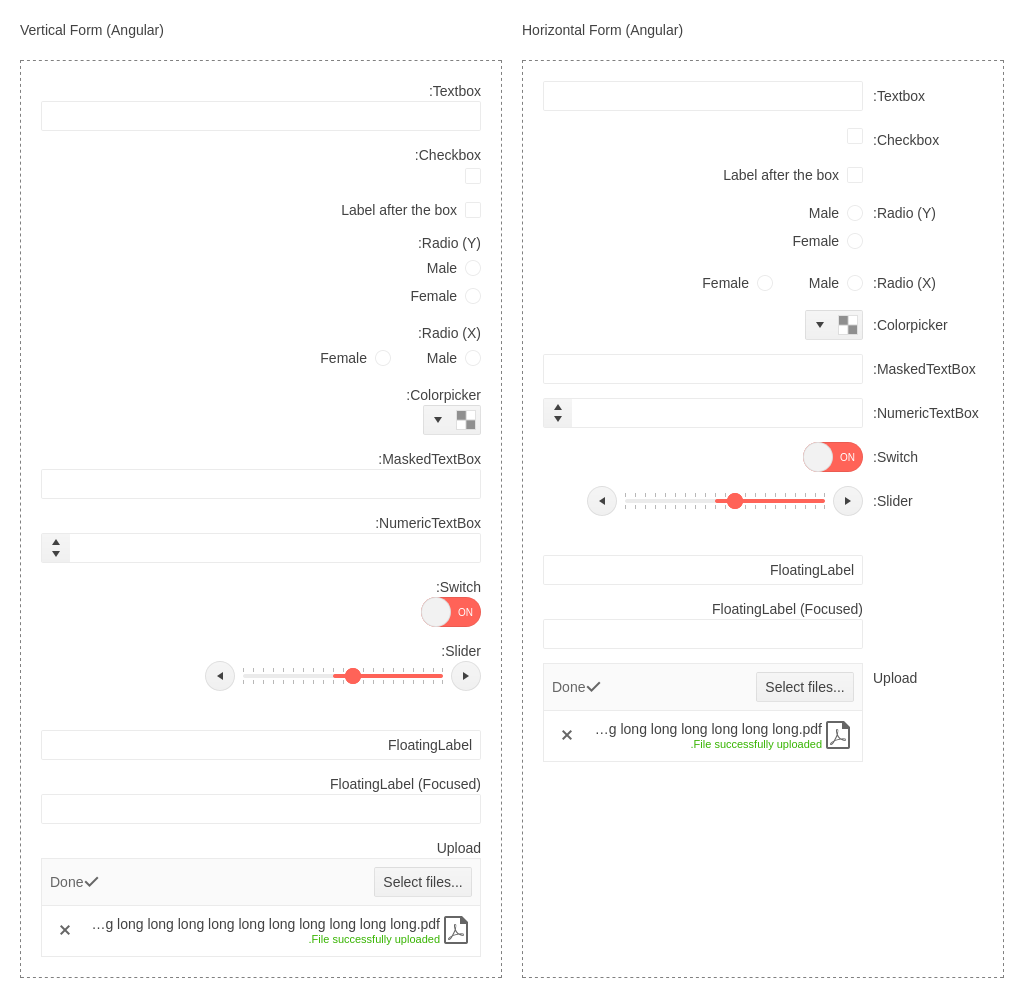 Vertical Form (Angular)
:Textbox
:Checkbox
Label after the box
:Radio (Y)
Male
Female
:Radio (X)
Female Male
:Colorpicker
:MaskedTextBox
:NumericTextBox
:Switch
ON
:Slider
FloatingLabel
FloatingLabel (Focused)
Upload
Done Select files...
...g long long long long long long long long long long.pdf
.File successfully uploaded
Horizontal Form (Angular)
:Textbox
:Checkbox
Label after the box
Male :Radio (Y)
Female
Female Male :Radio (X)
:Colorpicker
:MaskedTextBox
:NumericTextBox
ON :Switch
:Slider
FloatingLabel
FloatingLabel (Focused)
Upload
Done Select files...
...g long long long long long long.pdf
.File successfully uploaded